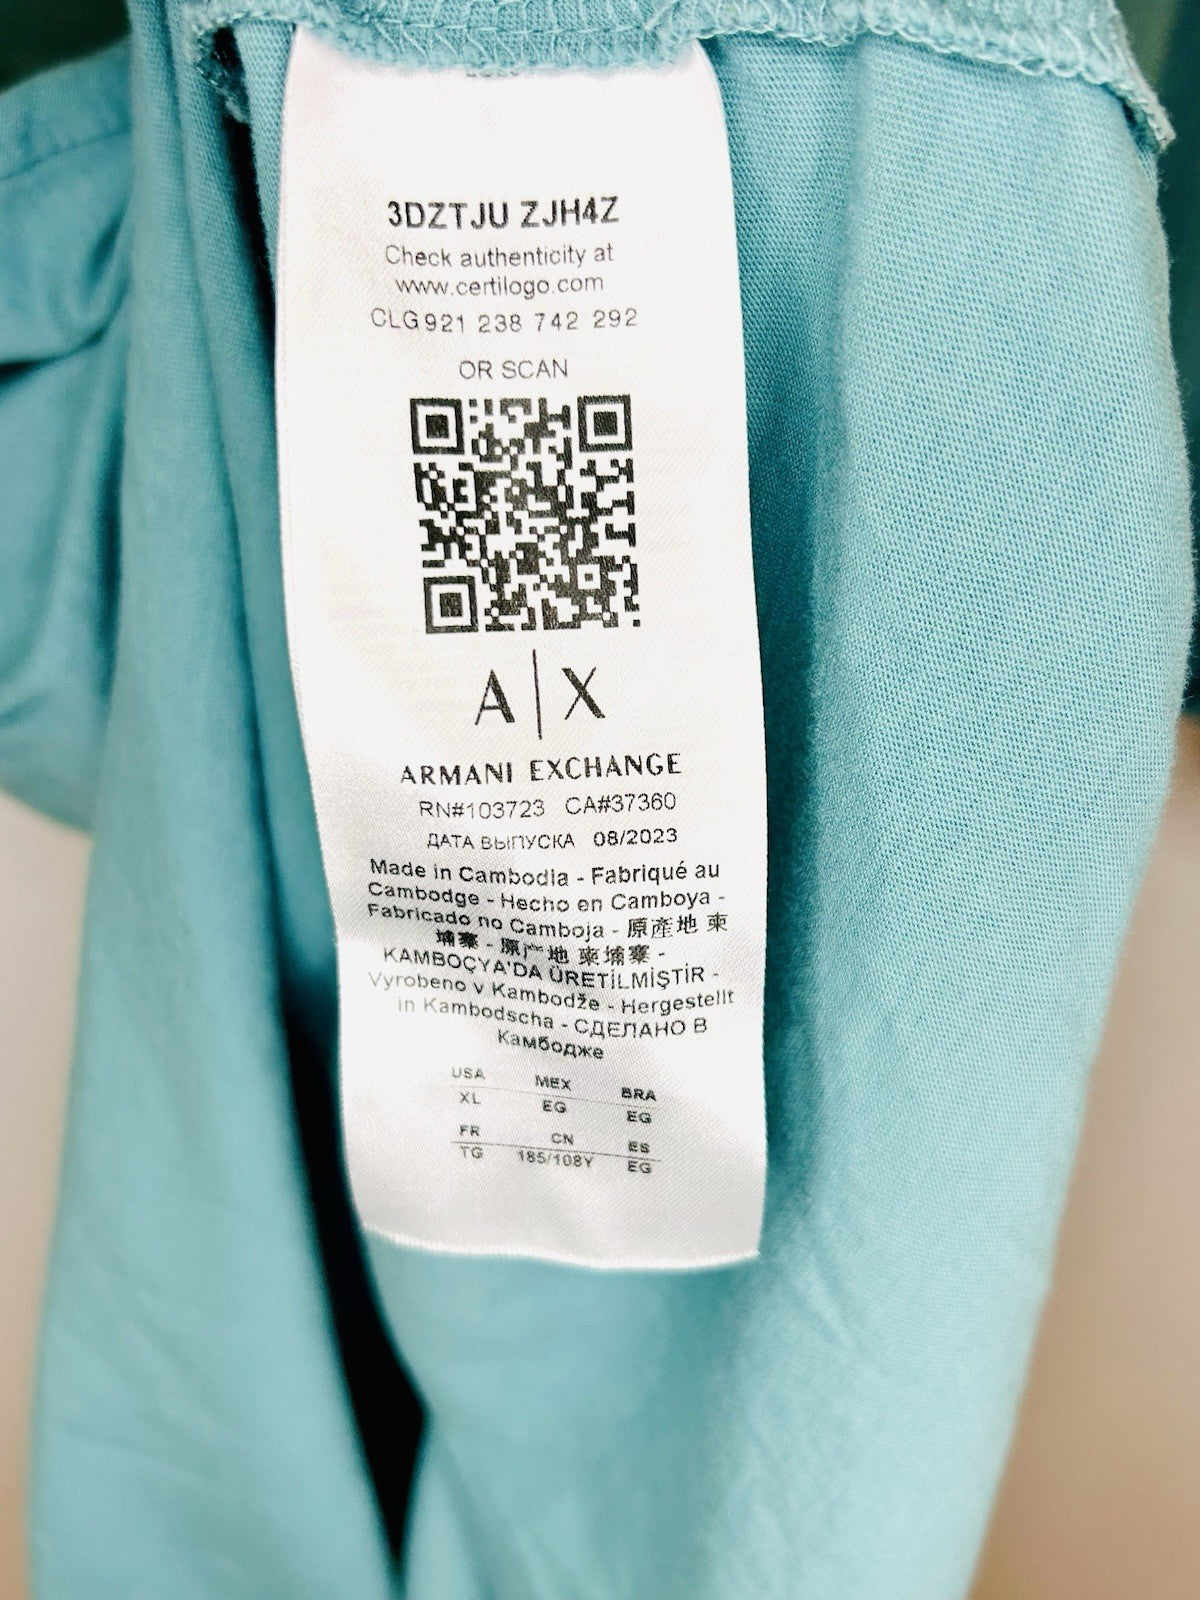 3DZTJU ZJH4Z
Check authenticity at
www.certilogo.com
CLG 921 238 742 292
OR SCAN
A|X
ARMANI EXCHANGE
RN#103723 CA#37360
ДАТА ВЫПУСКА 08/2023
Made in Cambodia - Fabriqué au
Cambodge - Hecho en Camboya -
Fabricado no Camboja - 原產地 柬
埔寨 - 原产地 柬埔寨 -
KAMBOÇYA'DA ÜRETİLMİŞTİR -
Vyrobeno v Kambodže - Hergestellt
in Kambodscha - СДЕЛАНО В
Камбодже
USA MEX BRA
XL EG EG
FR CN ES
TG 185/108Y EG